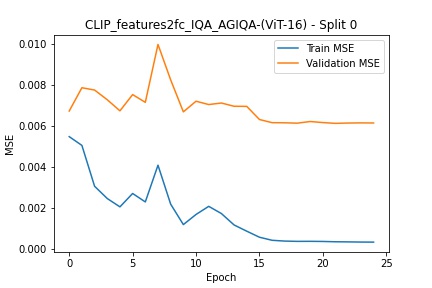 CLIP_features2fc_IQA_AGIQA-(ViT-16) - Split 0
Train MSE
Validation MSE
0.010
0.008
0.006
0.004
0.002
0.000
MSE
0 5 10 15 20 25
Epoch